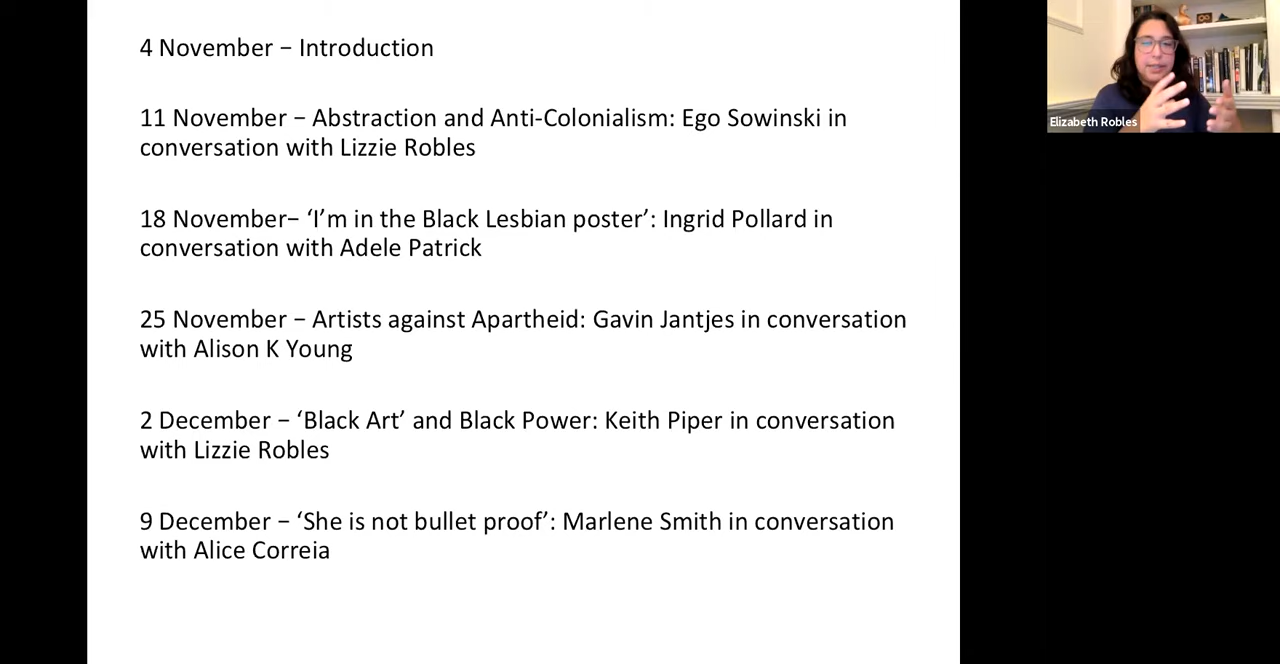 4 November – Introduction
11 November – Abstraction and Anti-Colonialism: Ego Sowinski in
conversation with Lizzie Robles
18 November– ‘I’m in the Black Lesbian poster’: Ingrid Pollard in
conversation with Adele Patrick
25 November – Artists against Apartheid: Gavin Jantjes in conversation
with Alison K Young
2 December – ‘Black Art’ and Black Power: Keith Piper in conversation
with Lizzie Robles
9 December – ‘She is not bullet proof’: Marlene Smith in conversation
with Alice Correia
Elizabeth Robles